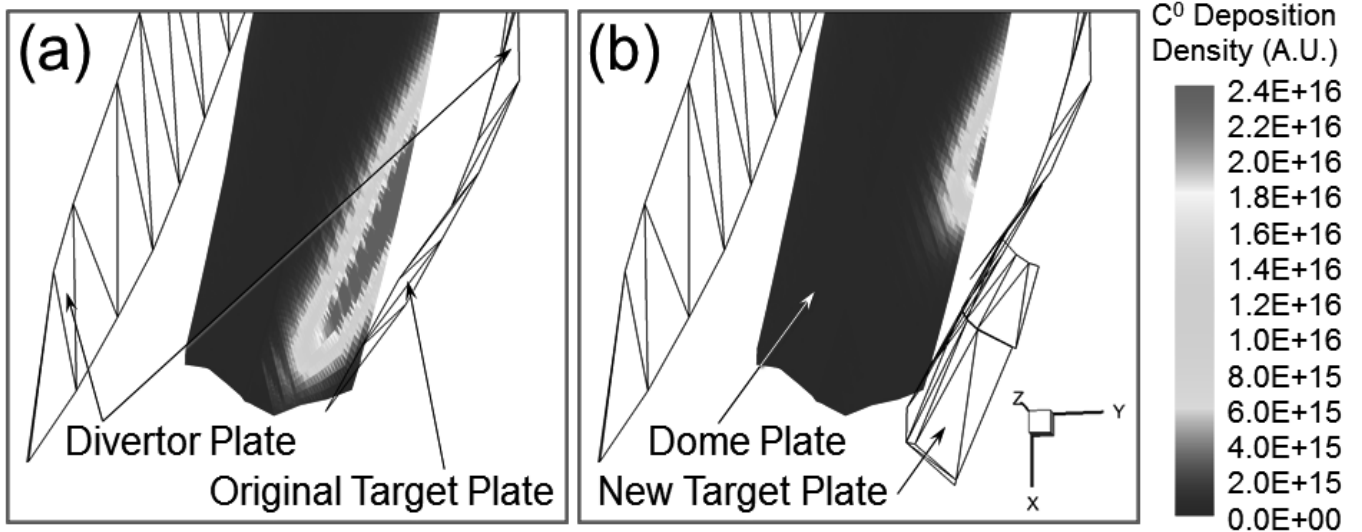 (a)
Divertor Plate
Original Target Plate
(b)
Dome Plate
New Target Plate
Z
Y
X
C⁰ Deposition
Density (A.U.)
2.4E+16
2.2E+16
2.0E+16
1.8E+16
1.6E+16
1.4E+16
1.2E+16
1.0E+16
8.0E+15
6.0E+15
4.0E+15
2.0E+15
0.0E+00